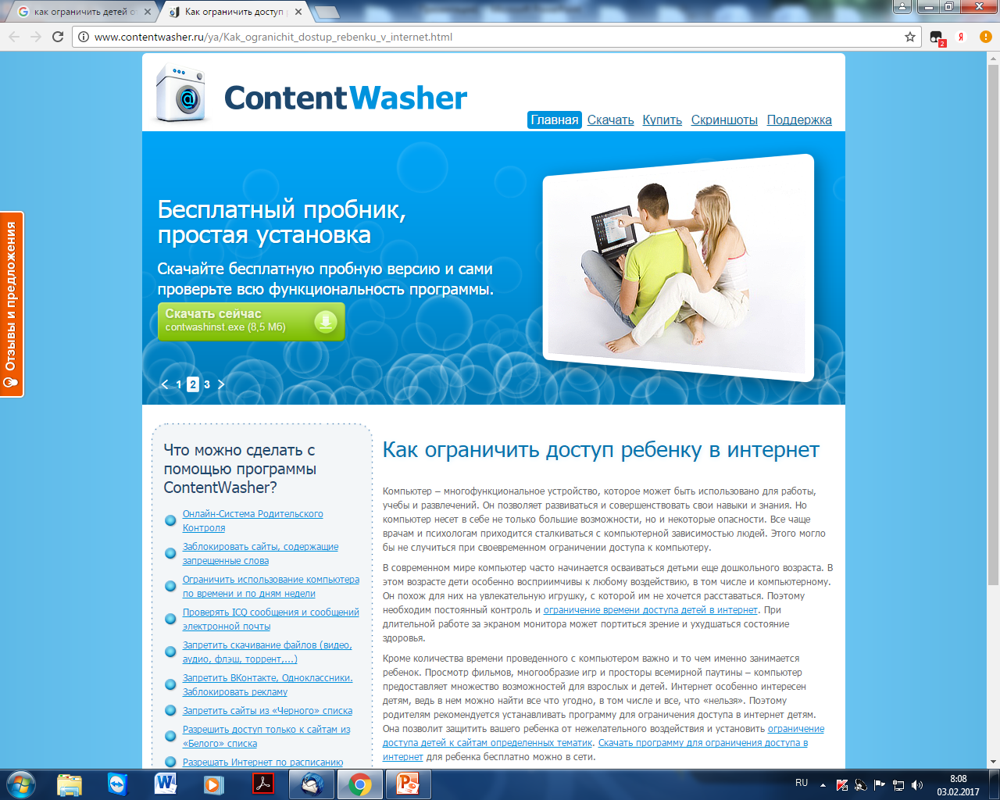 как ограничить детей о
Как ограничить доступ
www.contentwasher.ru/ya/Kak_ogranichit_dostup_rebenku_v_internet.html
2
Я
ContentWasher
Главная Скачать Купить Скриншоты Поддержка
Отзывы и предложения
Бесплатный пробник,
простая установка
Скачайте бесплатную пробную версию и сами
проверьте всю функциональность программы.
Скачать сейчас
contwashinst.exe (8,5 Мб)
1 2 3
Что можно сделать с
помощью программы
ContentWasher?
Онлайн-Система Родительского
Контроля
Заблокировать сайты, содержащие
запрещенные слова
Ограничить использование компьютера
по времени и по дням недели
Проверять ICQ сообщения и сообщений
электронной почты
Запретить скачивание файлов (видео,
аудио, флэш, торрент,...)
Запретить ВКонтакте, Одноклассники.
Заблокировать рекламу
Запретить сайты из «Черного» списка
Разрешить доступ только к сайтам из
«Белого» списка
Разрешать Интернет по расписанию
Как ограничить доступ ребенку в интернет
Компьютер – многофункциональное устройство, которое может быть использовано для работы,
учебы и развлечений. Он позволяет развиваться и совершенствовать свои навыки и знания. Но
компьютер несет в себе не только большие возможности, но и некоторые опасности. Все чаще
врачам и психологам приходится сталкиваться с компьютерной зависимостью людей. Этого могло
бы не случиться при своевременном ограничении доступа к компьютеру.
В современном мире компьютер часто начинается осваиваться детьми еще дошкольного возраста. В
этом возрасте дети особенно восприимчивы к любому воздействию, в том числе и компьютерному.
Он похож для них на увлекательную игрушку, с которой им не хочется расставаться. Поэтому
необходим постоянный контроль и ограничение времени доступа детей в интернет. При
длительной работе за экраном монитора может портиться зрение и ухудшаться состояние
здоровья.
Кроме количества времени проведенного с компьютером важно и то чем именно занимается
ребенок. Просмотр фильмов, многообразие игр и просторы всемирной паутины – компьютер
предоставляет множество возможностей для взрослых и детей. Интернет особенно интересен
детям, ведь в нем можно найти все что угодно, в том числе и все, что «нельзя». Поэтому
родителям рекомендуется устанавливать программу для ограничения доступа в интернет детям.
Она позволит защитить вашего ребенка от нежелательного воздействия и установить ограничение
доступа детей к сайтам определенных тематик. Скачать программу для ограничения доступа в
интернет для ребенка бесплатно можно в сети.
RU
8:08
03.02.2017